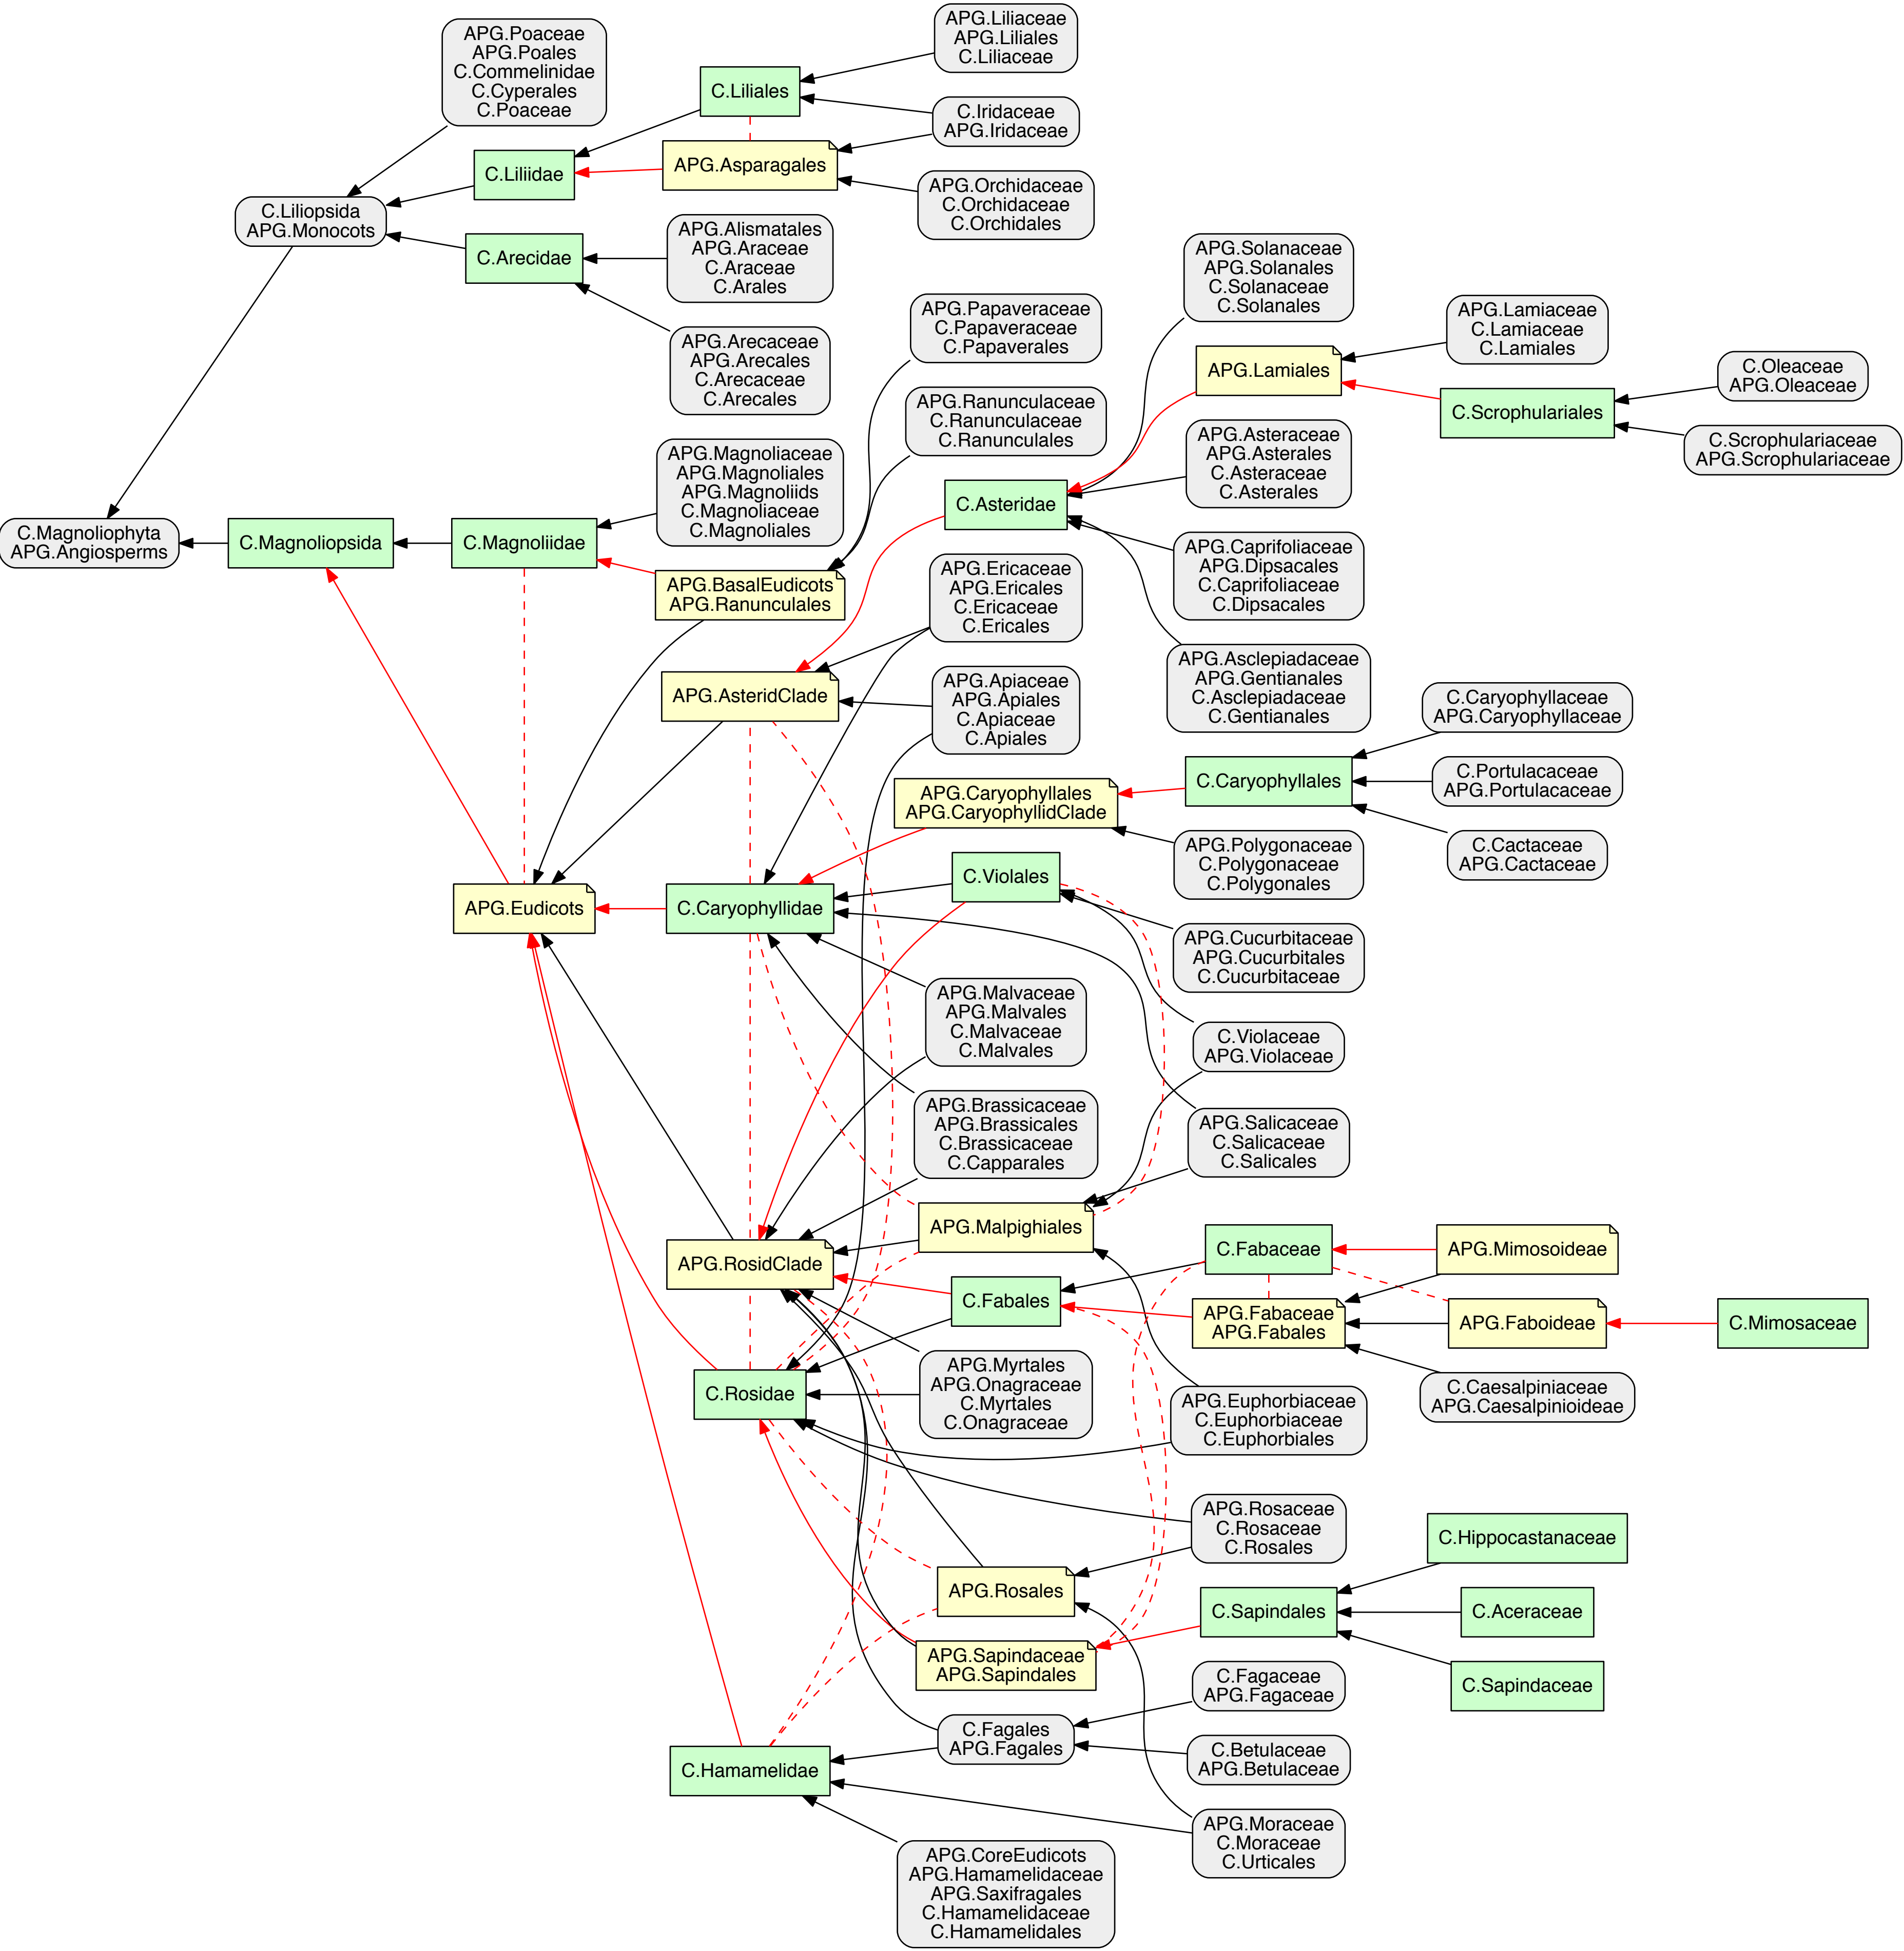 APG.Poaceae
APG.Poales
C.Commelinidae
C.Cyperales
C.Poaceae
C.Liliales
APG.Liliaceae
APG.Liliales
C.Liliaceae
C.Iridaceae
APG.Iridaceae
C.Liliidae
APG.Asparagales
APG.Orchidaceae
C.Orchidaceae
C.Orchidales
C.Liliopsida
APG.Monocots
C.Arecidae
APG.Alismatales
APG.Araceae
C.Araceae
C.Arales
APG.Arecaceae
APG.Arecales
C.Arecaceae
C.Arecales
APG.Papaveraceae
C.Papaveraceae
C.Papaverales
APG.Ranunculaceae
C.Ranunculaceae
C.Ranunculales
APG.Solanaceae
APG.Solanales
C.Solanaceae
C.Solanales
APG.Lamiales
APG.Lamiaceae
C.Lamiaceae
C.Lamiales
C.Scrophulariales
C.Oleaceae
APG.Oleaceae
C.Scrophulariaceae
APG.Scrophulariaceae
APG.Asteraceae
APG.Asterales
C.Asteraceae
C.Asterales
C.Asteridae
APG.Magnoliaceae
APG.Magnoliales
APG.Magnoliids
C.Magnoliaceae
C.Magnoliales
C.Magnoliophyta
APG.Angiosperms
C.Magnoliopsida
C.Magnoliidae
APG.BasalEudicots
APG.Ranunculales
APG.Caprifoliaceae
APG.Dipsacales
C.Caprifoliaceae
C.Dipsacales
APG.Ericaceae
APG.Ericales
C.Ericaceae
C.Ericales
APG.AsteridClade
APG.Apiaceae
APG.Apiales
C.Apiaceae
C.Apiales
APG.Asclepiadaceae
APG.Gentianales
C.Asclepiadaceae
C.Gentianales
C.Caryophyllaceae
APG.Caryophyllaceae
C.Caryophyllales
C.Portulacaceae
APG.Portulacaceae
APG.Caryophyllales
APG.CaryophyllidClade
C.Cactaceae
APG.Cactaceae
APG.Polygonaceae
C.Polygonaceae
C.Polygonales
C.Violales
APG.Eudicots
C.Caryophyllidae
APG.Cucurbitaceae
APG.Cucurbitales
C.Cucurbitaceae
APG.Malvaceae
APG.Malvales
C.Malvaceae
C.Malvales
C.Violaceae
APG.Violaceae
APG.Brassicaceae
APG.Brassicales
C.Brassicaceae
C.Capparales
APG.Salicaceae
C.Salicaceae
C.Salicales
APG.Malpighiales
APG.RosidClade
C.Fabaceae
APG.Mimosoideae
C.Fabales
APG.Fabaceae
APG.Fabales
APG.Faboideae
C.Mimosaceae
C.Rosidae
APG.Myrtales
APG.Onagraceae
C.Myrtales
C.Onagraceae
C.Caesalpiniaceae
APG.Caesalpinioideae
APG.Euphorbiaceae
C.Euphorbiaceae
C.Euphorbiales
APG.Rosaceae
C.Rosaceae
C.Rosales
C.Hippocastanaceae
APG.Rosales
C.Sapindales
C.Aceraceae
APG.Sapindaceae
APG.Sapindales
C.Sapindaceae
C.Fagaceae
APG.Fagaceae
C.Fagales
APG.Fagales
C.Hamamelidae
C.Betulaceae
APG.Betulaceae
APG.Moraceae
C.Moraceae
C.Urticales
APG.CoreEudicots
APG.Hamamelidaceae
APG.Saxifragales
C.Hamamelidaceae
C.Hamamelidales